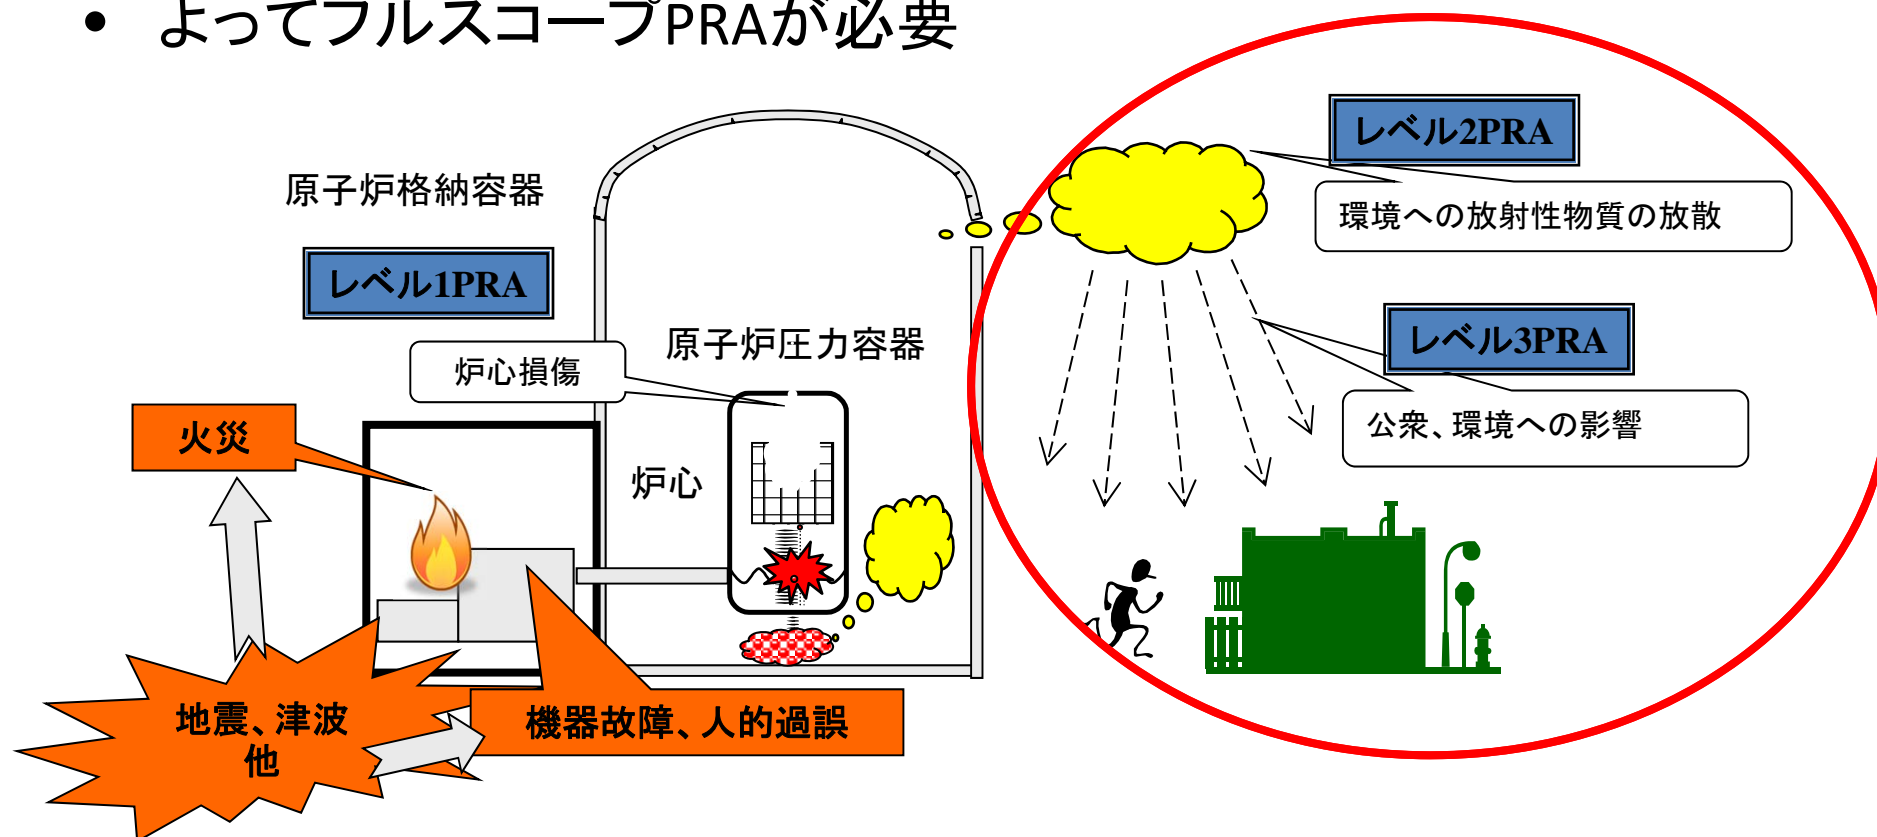 • よってフルスコープPRAが必要
レベル2PRA
環境への放射性物質の放散
原子炉格納容器
レベル1PRA
レベル3PRA
原子炉圧力容器
炉心損傷
公衆、環境への影響
火災
炉心
地震、津波
他
機器故障、人的過誤